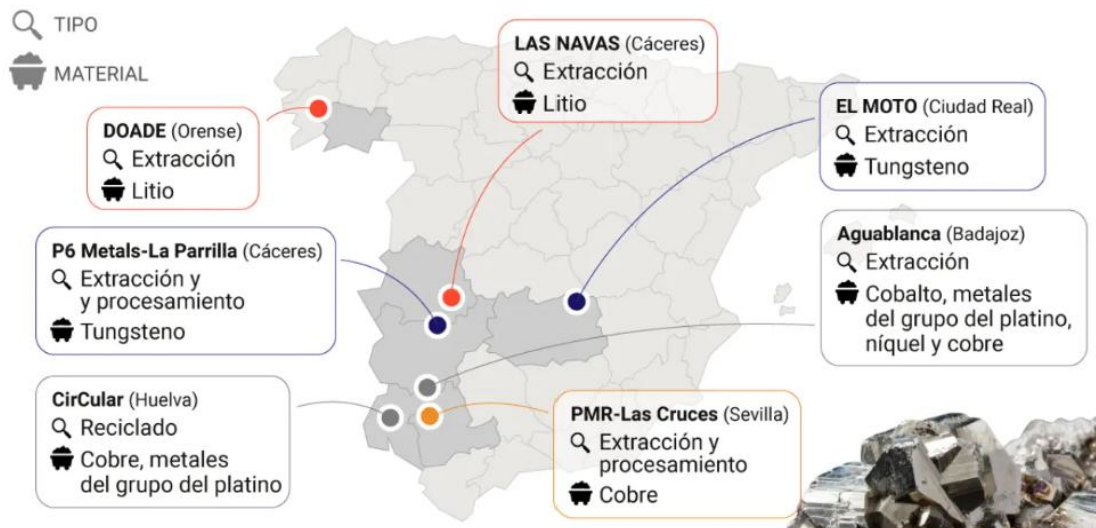 TIPO
MATERIAL
LAS NAVAS (Cáceres)
Extracción
Litio
DOADE (Orense)
Extracción
Litio
EL MOTO (Ciudad Real)
Extracción
Tungsteno
P6 Metals-La Parrilla (Cáceres)
Extracción y
y procesamiento
Tungsteno
Aguablanca (Badajoz)
Extracción
Cobalto, metales
del grupo del platino,
níquel y cobre
CirCular (Huelva)
Reciclado
Cobre, metales
del grupo del platino
PMR-Las Cruces (Sevilla)
Extracción y
procesamiento
Cobre